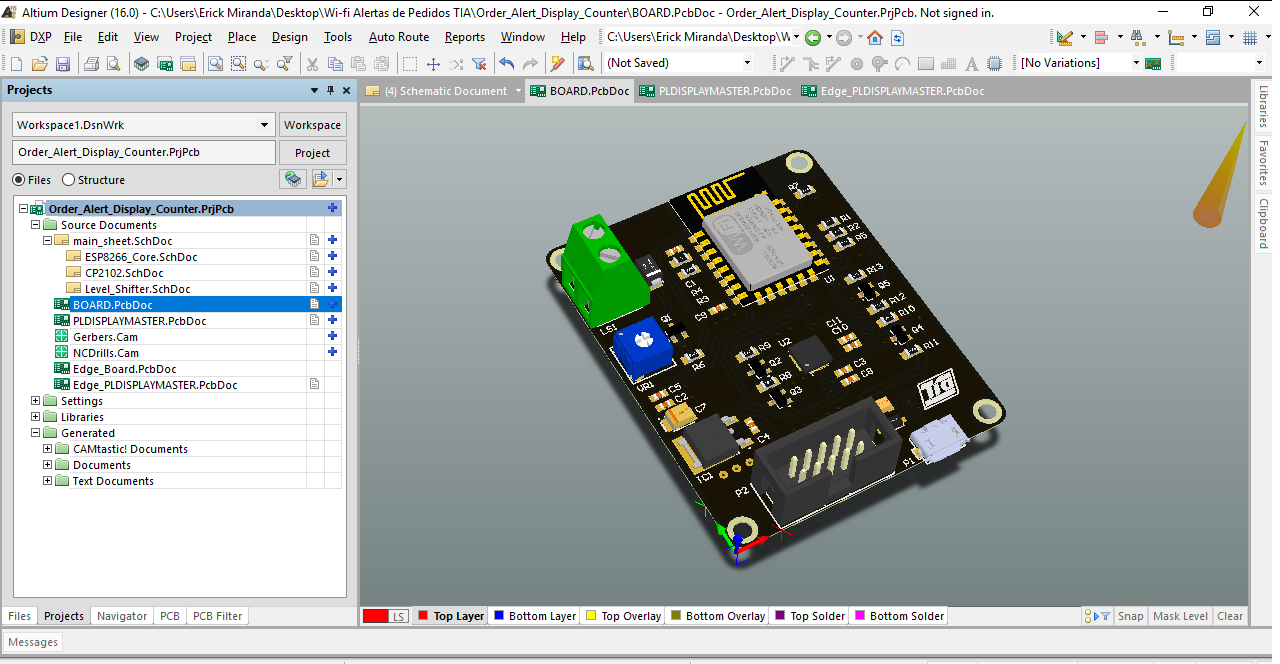 Altium Designer (16.0) - C:\Users\Erick Miranda\Desktop\Wi-fi Alertas de Pedidos TIA\Order_Alert_Display_Counter\BOARD.PcbDoc - Order_Alert_Display_Counter.PrjPcb. Not signed in.
DXP File Edit View Project Place Design Tools Auto Route Reports Window Help C:\Users\Erick Miranda\Desktop\W
(Not Saved) [No Variations]
Projects
(4) Schematic Document BOARD.PcbDoc PLDISPLAYMASTER.PcbDoc Edge_PLDISPLAYMASTER.PcbDoc
Workspace1.DsnWrk Workspace
Order_Alert_Display_Counter.PrjPcb Project
Files Structure
Order_Alert_Display_Counter.PrjPcb
Source Documents
main_sheet.SchDoc
ESP8266_Core.SchDoc
CP2102.SchDoc
Level_Shifter.SchDoc
BOARD.PcbDoc
PLDISPLAYMASTER.PcbDoc
Gerbers.Cam
NCDrills.Cam
Edge_Board.PcbDoc
Edge_PLDISPLAYMASTER.PcbDoc
Settings
Libraries
Generated
CAMtastic! Documents
Documents
Text Documents
Libraries
Favorites
Clipboard
R7
R1
R2
R5
WiFi
U1
C1
R4
R3
C9
R13
Q5
R12
R10
Q4
R11
LS1
Q1
R6
VR1
C11
C10
U2
R9
Q2
R8
Q3
C3
C8
C5
C2
C7
C4
TC1
P2
P1
TIA
Files Projects Navigator PCB PCB Filter
LS Top Layer Bottom Layer Top Overlay Bottom Overlay Top Solder Bottom Solder Snap Mask Level Clear
Messages